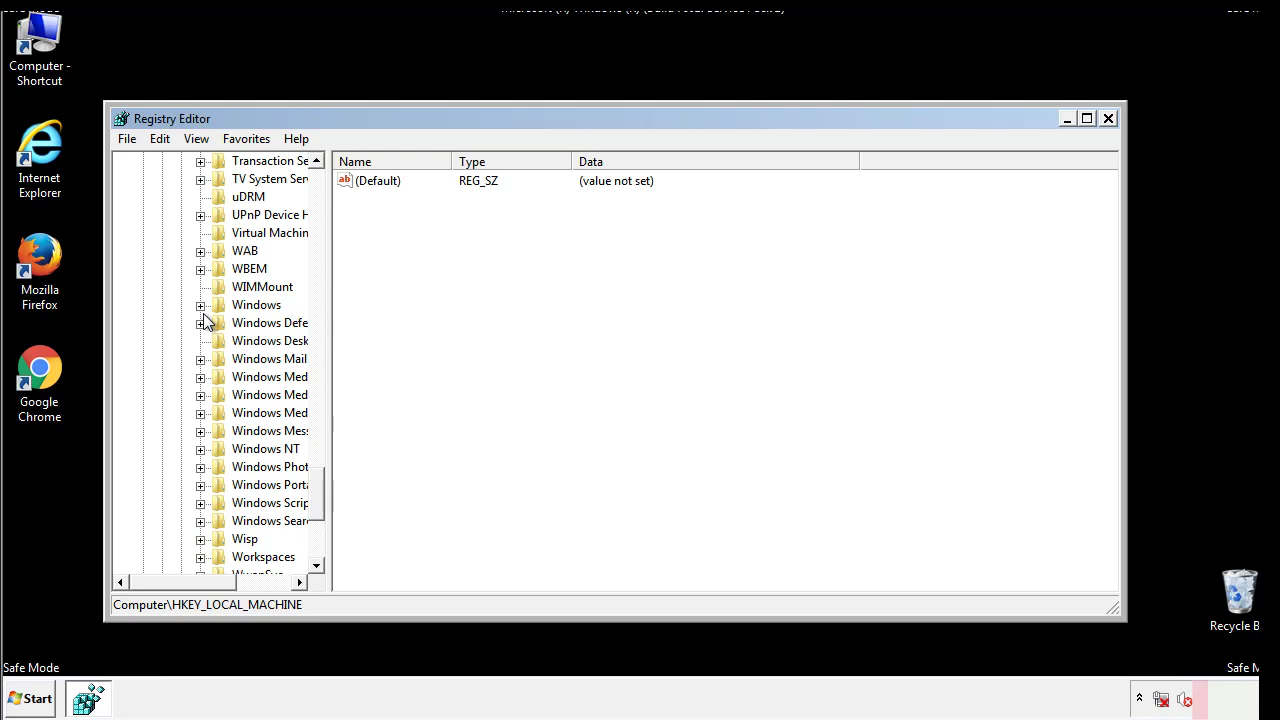 Computer -
Shortcut
Internet
Explorer
Mozilla
Firefox
Google
Chrome
Registry Editor
File Edit View Favorites Help
Transaction Se
TV System Serv
uDRM
UPnP Device H
Virtual Machin
WAB
WBEM
WIMMount
Windows
Windows Defe
Windows Desk
Windows Mail
Windows Med
Windows Med
Windows Med
Windows Mess
Windows NT
Windows Phot
Windows Porta
Windows Scrip
Windows Sear
Wisp
Workspaces
Name Type Data
(Default) REG_SZ (value not set)
Computer\HKEY_LOCAL_MACHINE
Recycle B
Safe Mode
Safe M
Start